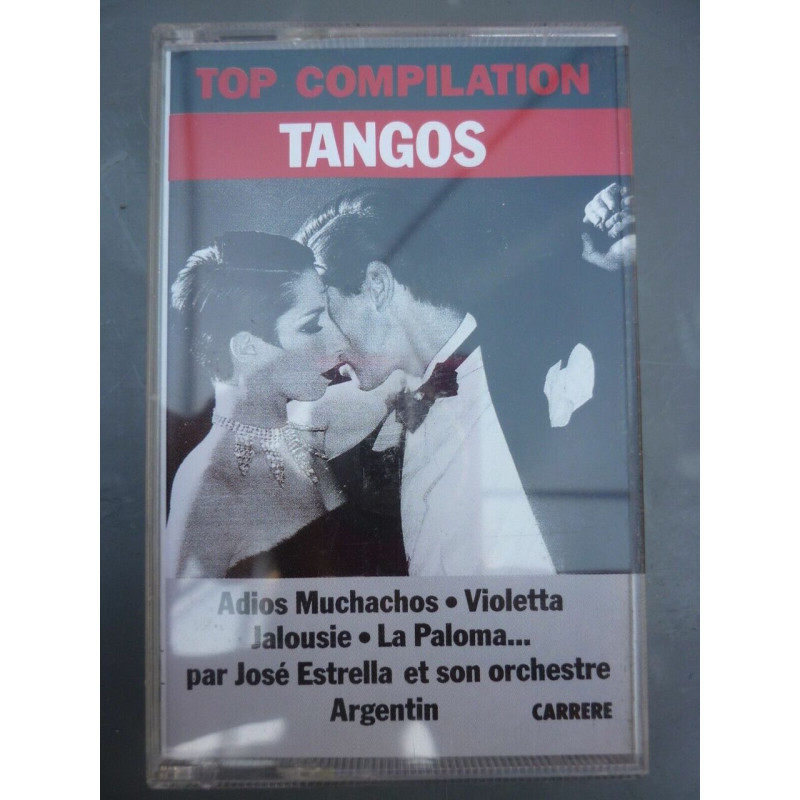 TOP COMPILATION
TANGOS
Adios Muchachos • Violetta
Jalousie • La Paloma...
par José Estrella et son orchestre
Argentin CARRERE